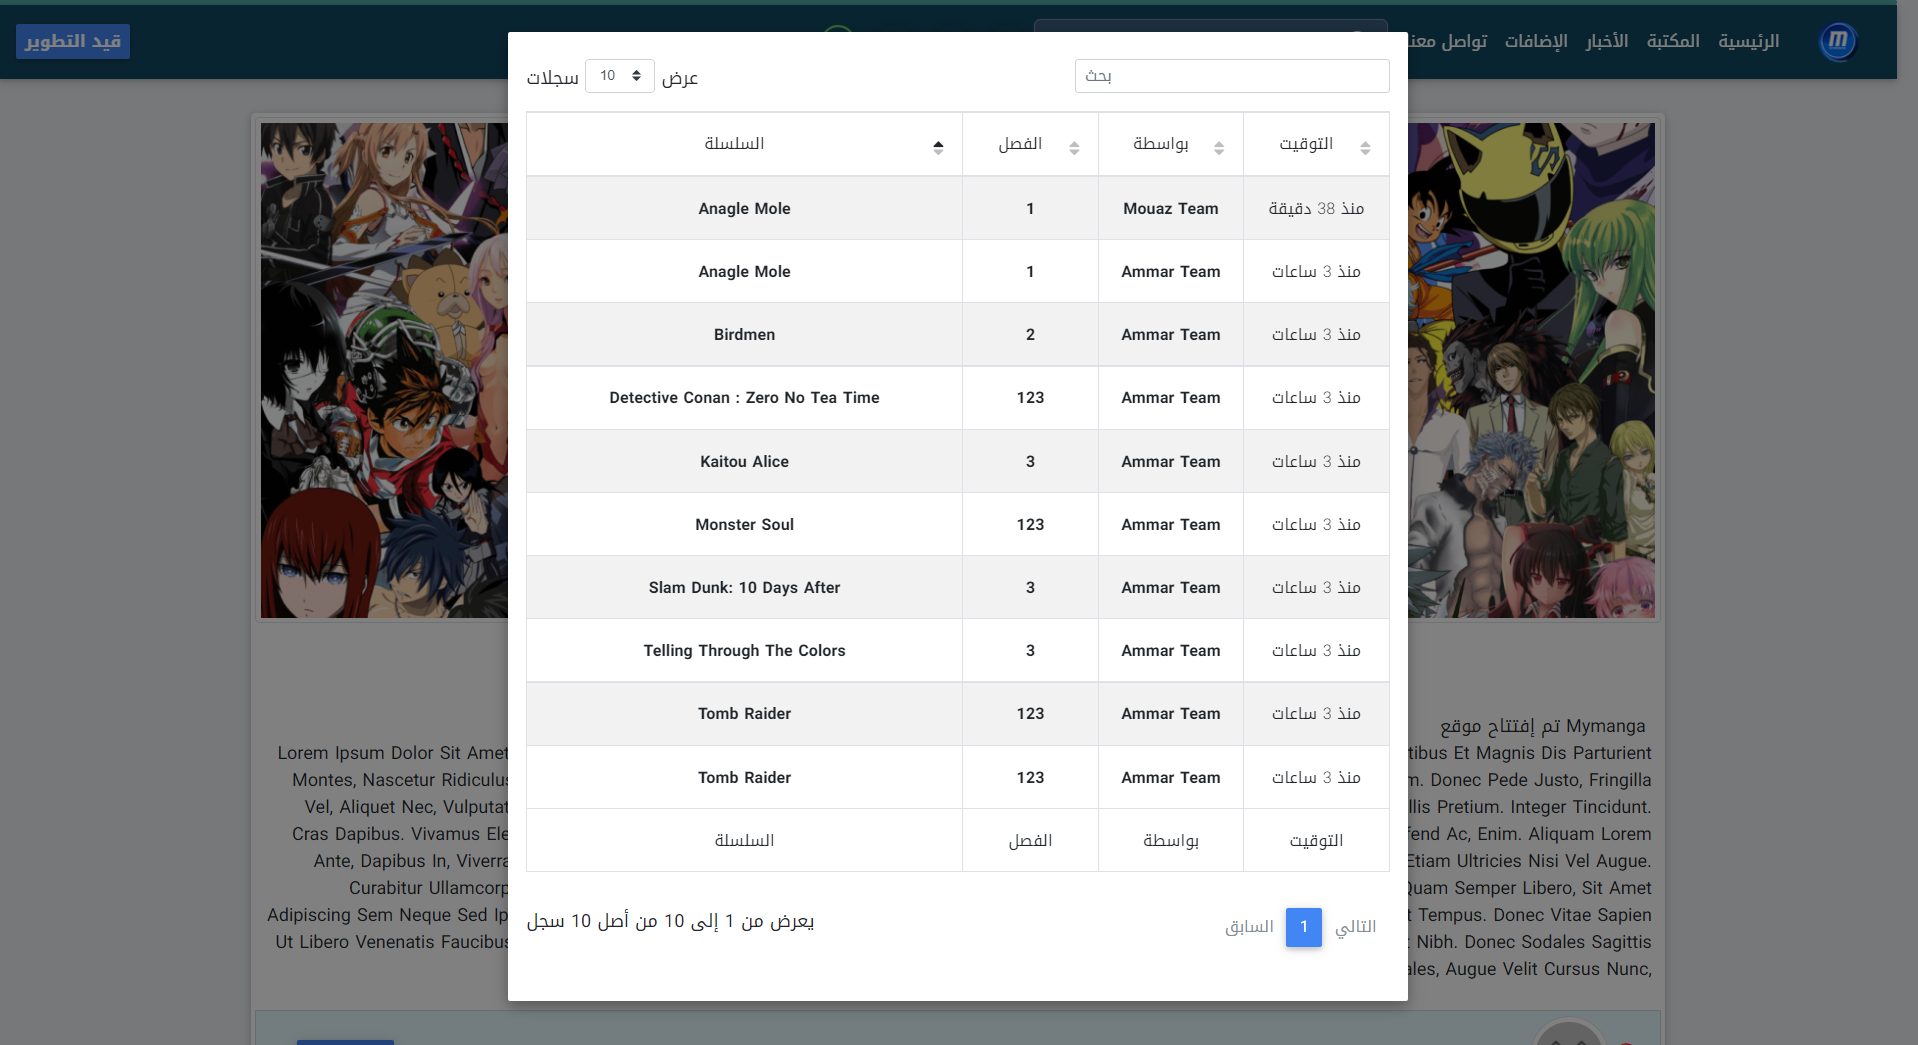 الرئيسية المكتبة الأخبار الإضافات تواصل معنا
قيد التطوير
بحث
عرض 10 سجلات
السلسلة الفصل بواسطة التوقيت
Anagle Mole 1 Mouaz Team منذ 38 دقيقة
Anagle Mole 1 Ammar Team منذ 3 ساعات
Birdmen 2 Ammar Team منذ 3 ساعات
Detective Conan : Zero No Tea Time 123 Ammar Team منذ 3 ساعات
Kaitou Alice 3 Ammar Team منذ 3 ساعات
Monster Soul 123 Ammar Team منذ 3 ساعات
Slam Dunk: 10 Days After 3 Ammar Team منذ 3 ساعات
Telling Through The Colors 3 Ammar Team منذ 3 ساعات
Tomb Raider 123 Ammar Team منذ 3 ساعات
Tomb Raider 123 Ammar Team منذ 3 ساعات
السلسلة الفصل بواسطة التوقيت
يعرض من 1 إلى 10 من أصل 10 سجل
السابق 1 التالي
تم إفتتاح موقع Mymanga
Lorem Ipsum Dolor Sit Amet
Et Magnis Dis Parturient
Montes, Nascetur Ridiculus
Donec Pede Justo, Fringilla
Vel, Aliquet Nec,
Pretium. Integer Tincidunt.
Cras Dapibus. Vivamus
Ac, Enim. Aliquam Lorem
Ante, Dapibus In,
Etiam Ultricies Nisi Vel Augue.
Curabitur
Quam Semper Libero, Sit Amet
Adipiscing Sem Neque Sed
Tempus. Donec Vitae Sapien
Ut Libero Venenatis Faucibus
Nibh. Donec Sodales Sagittis
Augue Velit Cursus Nunc,